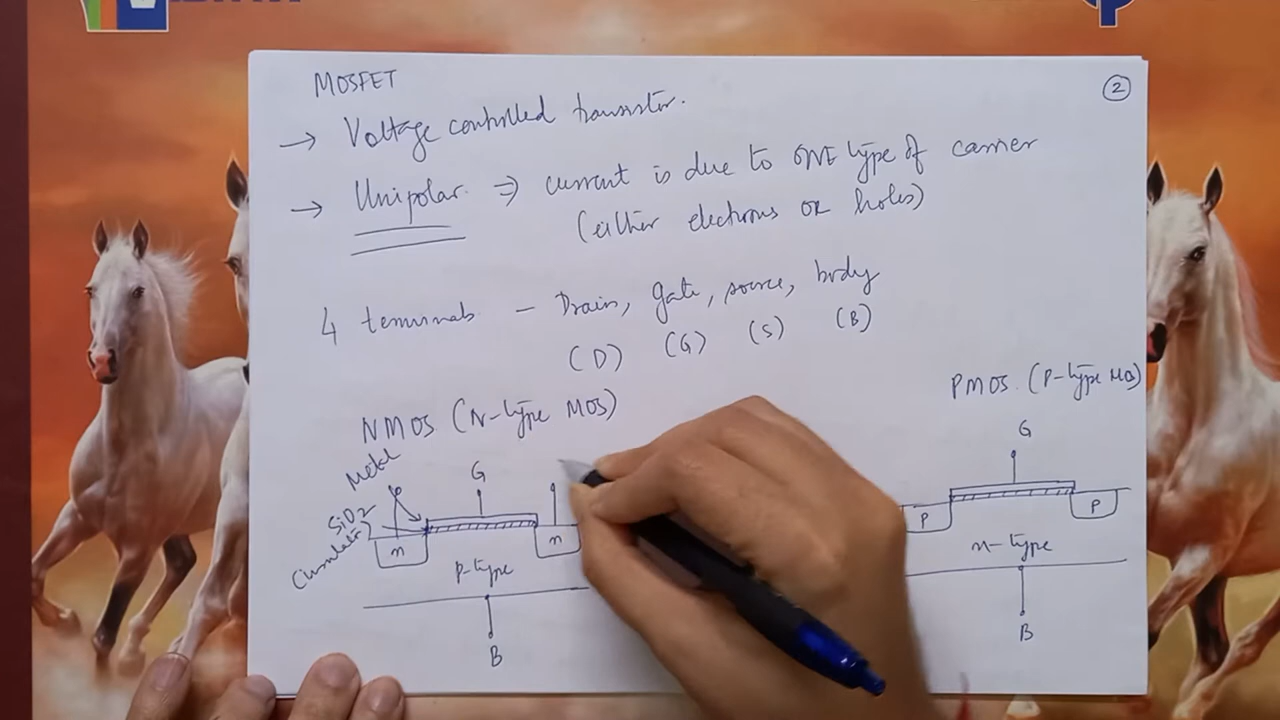 MOSFET
2
→ Voltage controlled transistor.
→ Unipolar. ⇒ current is due to ONE type of carrier
(either electrons OR holes)
4 terminals – Drain, gate, source, body
(D) (G) (S) (B)
NMOS (N-type MOS)
PMOS. (P-type MOS)
Metal
SiO2
G
n
n
p-type
B
G
P
P
n-type
B